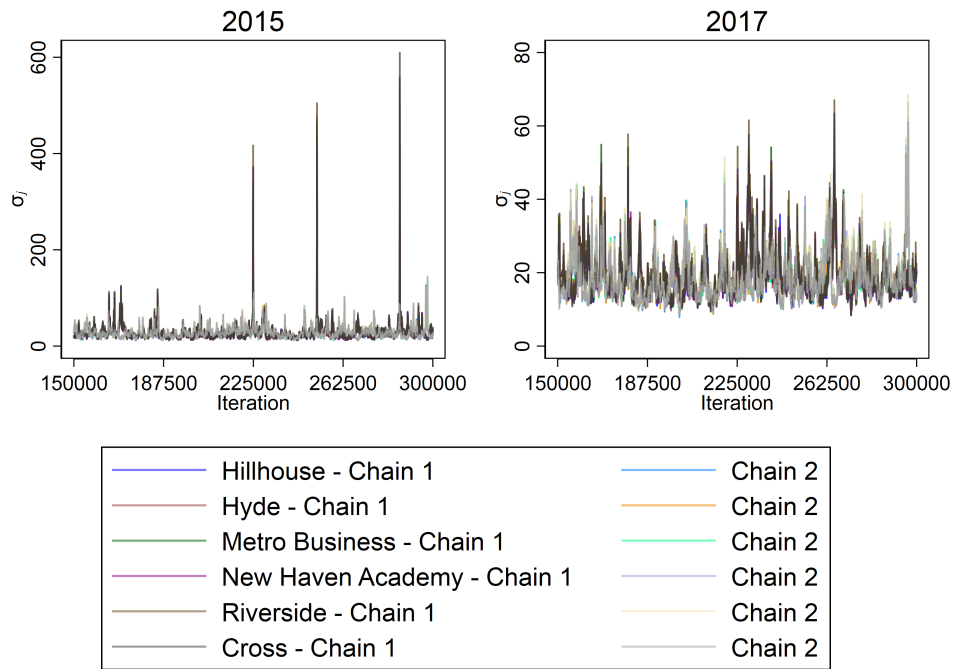 2015
2017
600
400
200
0
σj
150000 187500 225000 262500 300000
Iteration
80
60
40
20
0
σj
150000 187500 225000 262500 300000
Iteration
Hillhouse - Chain 1 Chain 2
Hyde - Chain 1 Chain 2
Metro Business - Chain 1 Chain 2
New Haven Academy - Chain 1 Chain 2
Riverside - Chain 1 Chain 2
Cross - Chain 1 Chain 2